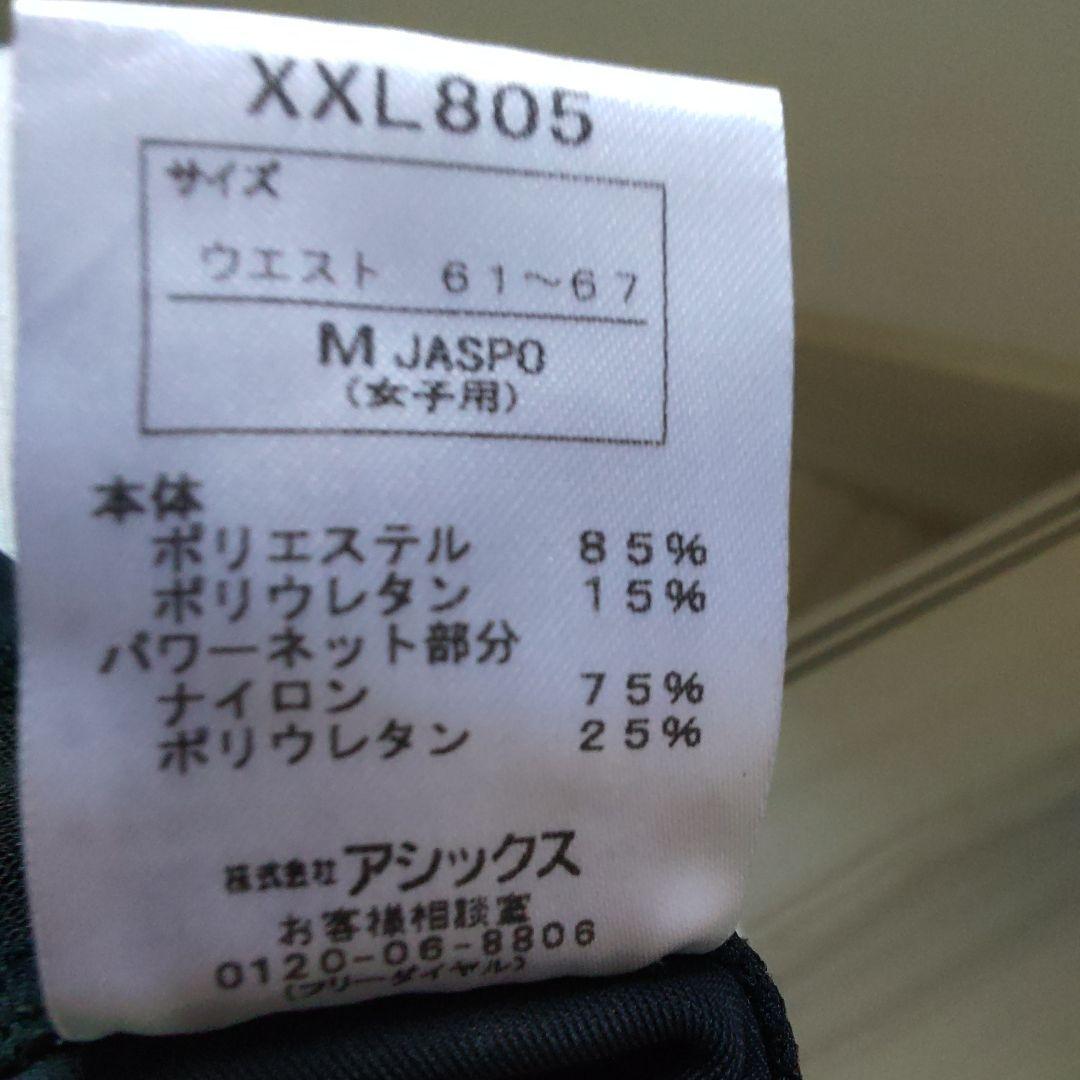 XXL805
サイズ
ウエスト 61～67
M JASPO
(女子用)
本体
ポリエステル 85%
ポリウレタン 15%
パワーネット部分
ナイロン 75%
ポリウレタン 25%
株式会社アシックス
お客様相談室
0120-06-8806
(フリーダイヤル)